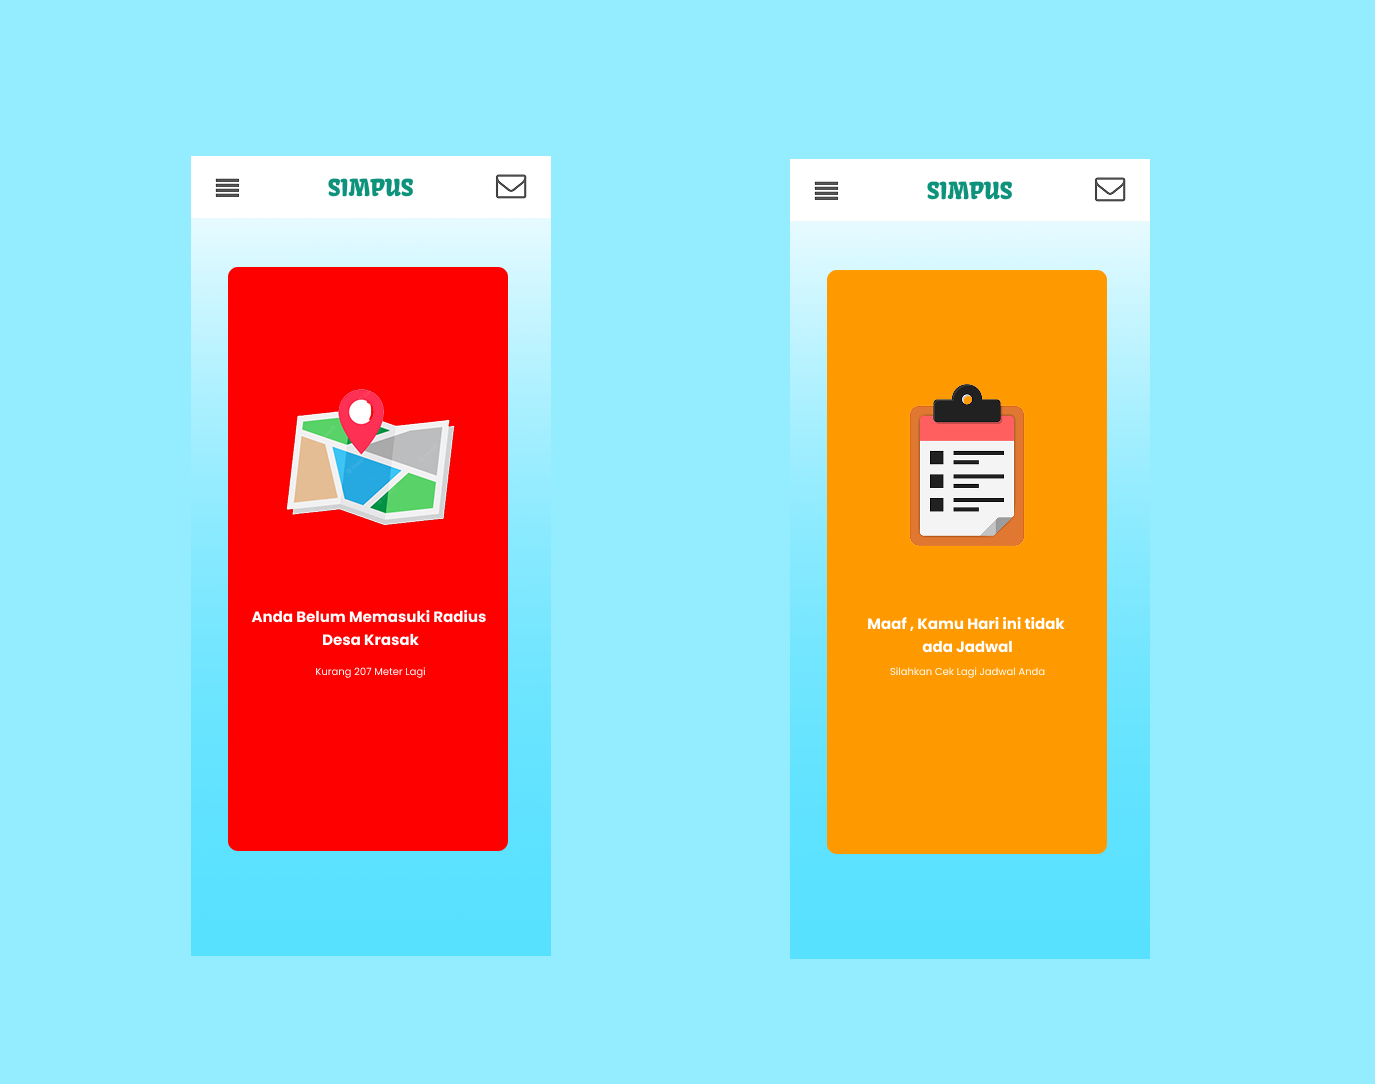 SIMPUS
Anda Belum Memasuki Radius
Desa Krasak
Kurang 207 Meter Lagi
SIMPUS
Maaf , Kamu Hari ini tidak
ada Jadwal
Silahkan Cek Lagi Jadwal Anda